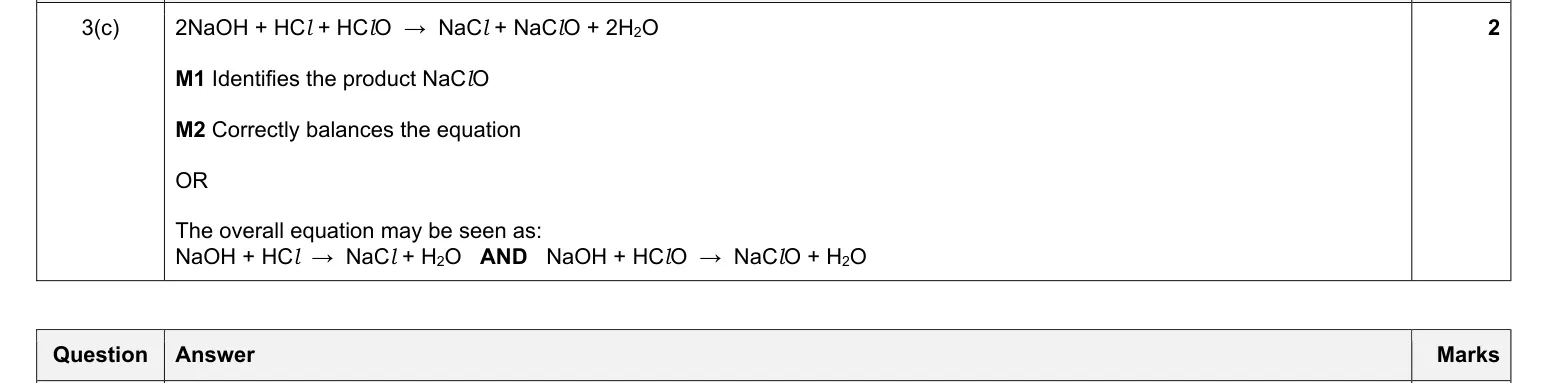 3(c) 2NaOH + HCl + HClO → NaCl + NaClO + 2H₂O 2
M1 Identifies the product NaClO
M2 Correctly balances the equation
OR
The overall equation may be seen as:
NaOH + HCl → NaCl + H₂O AND NaOH + HClO → NaClO + H₂O
Question Answer Marks